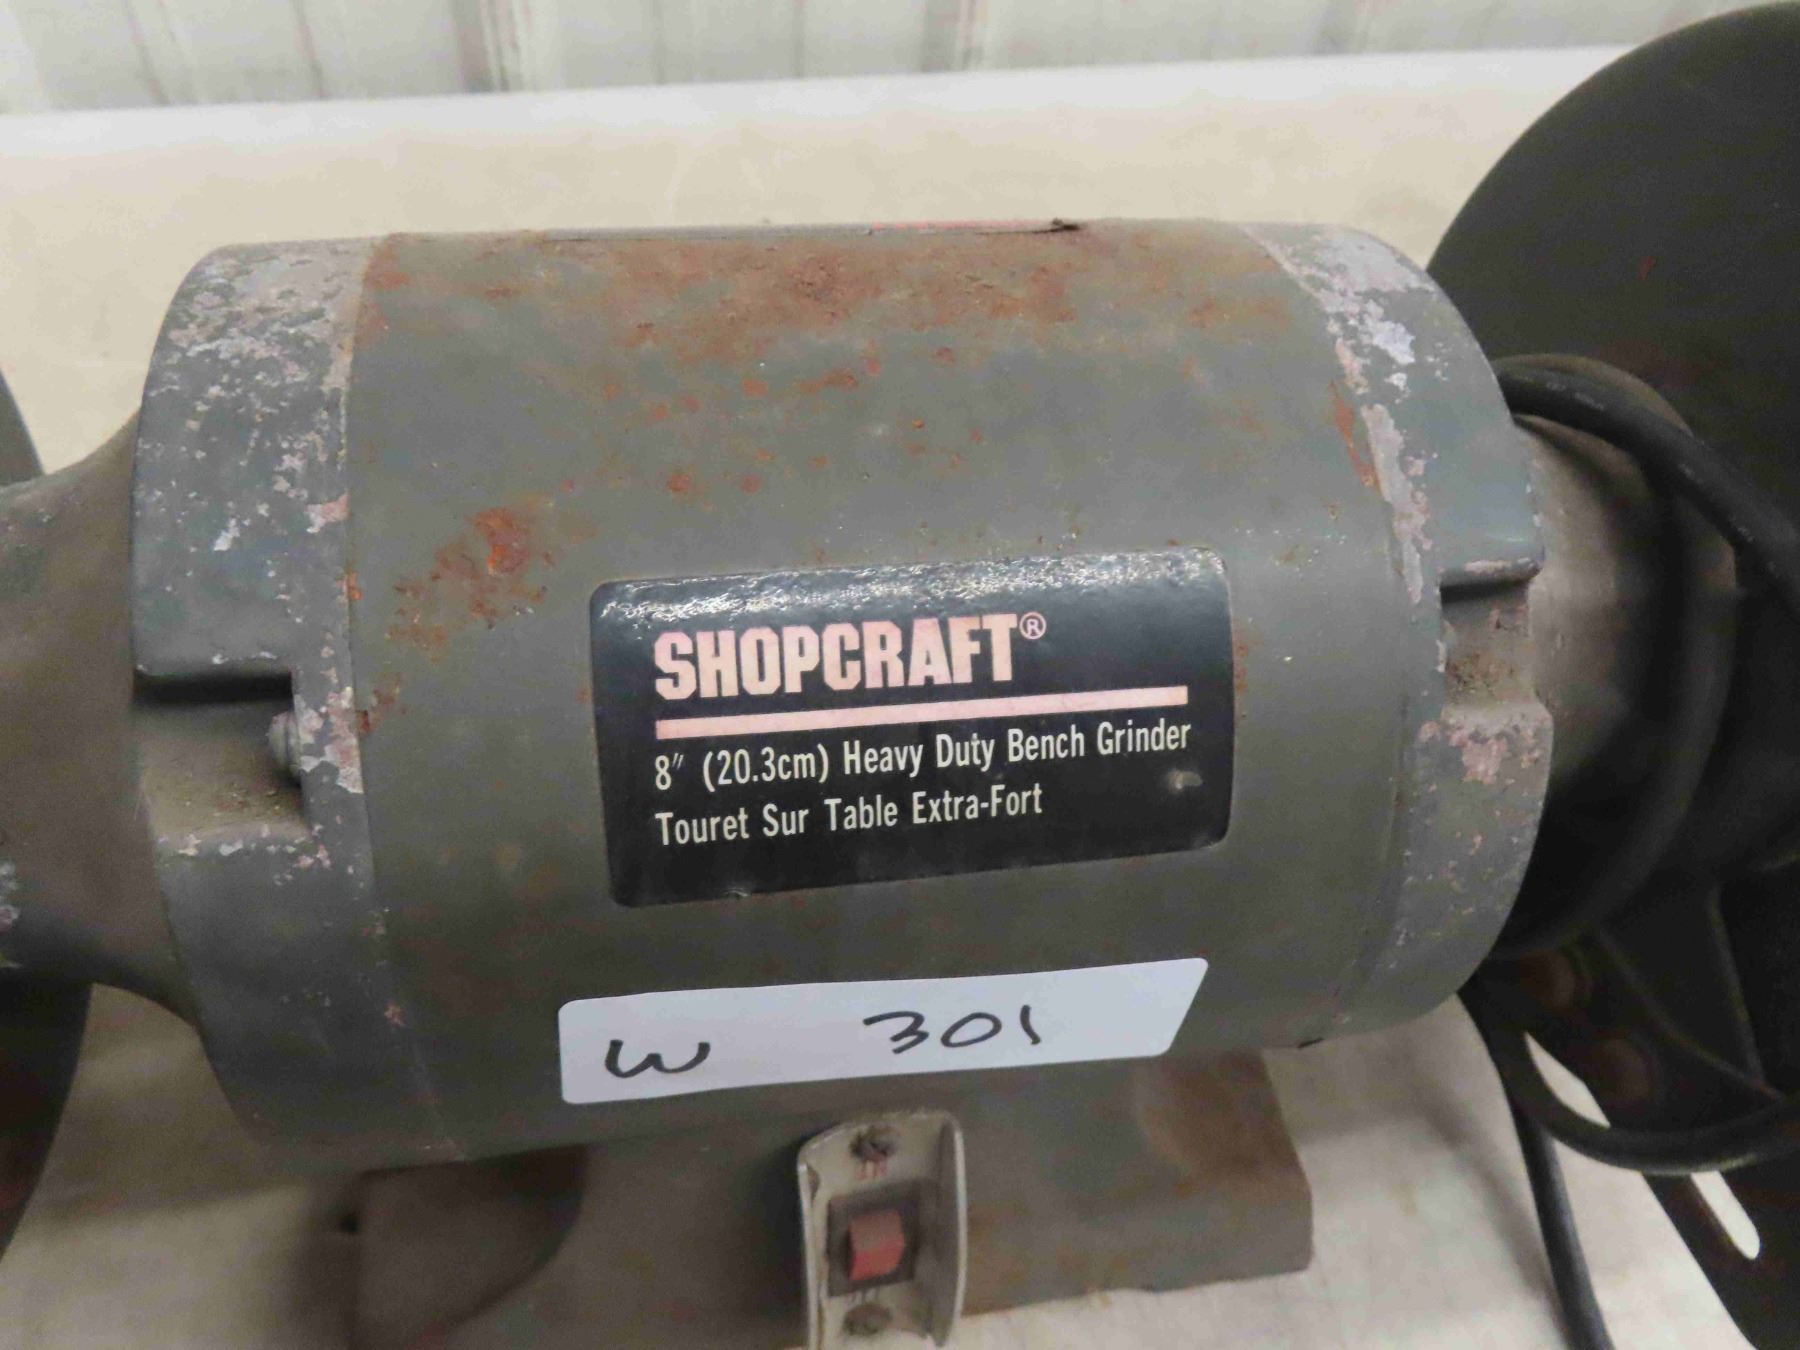 SHOPCRAFT®
8" (20.3cm) Heavy Duty Bench Grinder
Touret Sur Table Extra-Fort
W 301